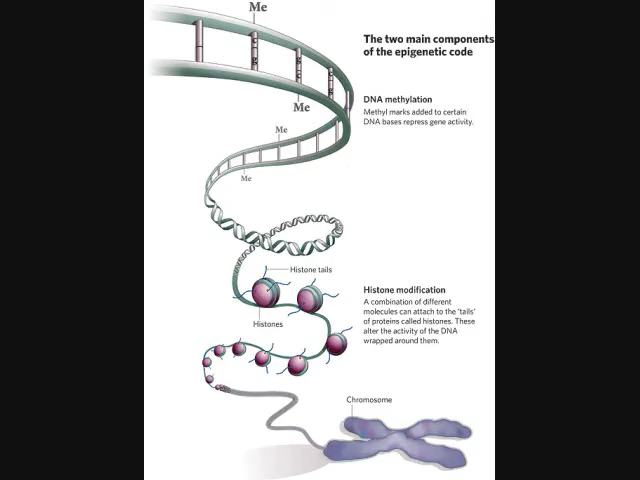 Me
The two main components
of the epigenetic code
DNA methylation
Methyl marks added to certain
DNA bases repress gene activity.
Me
Me
Me
Histone tails
Histones
Histone modification
A combination of different
molecules can attach to the ‘tails’
of proteins called histones. These
alter the activity of the DNA
wrapped around them.
Chromosome